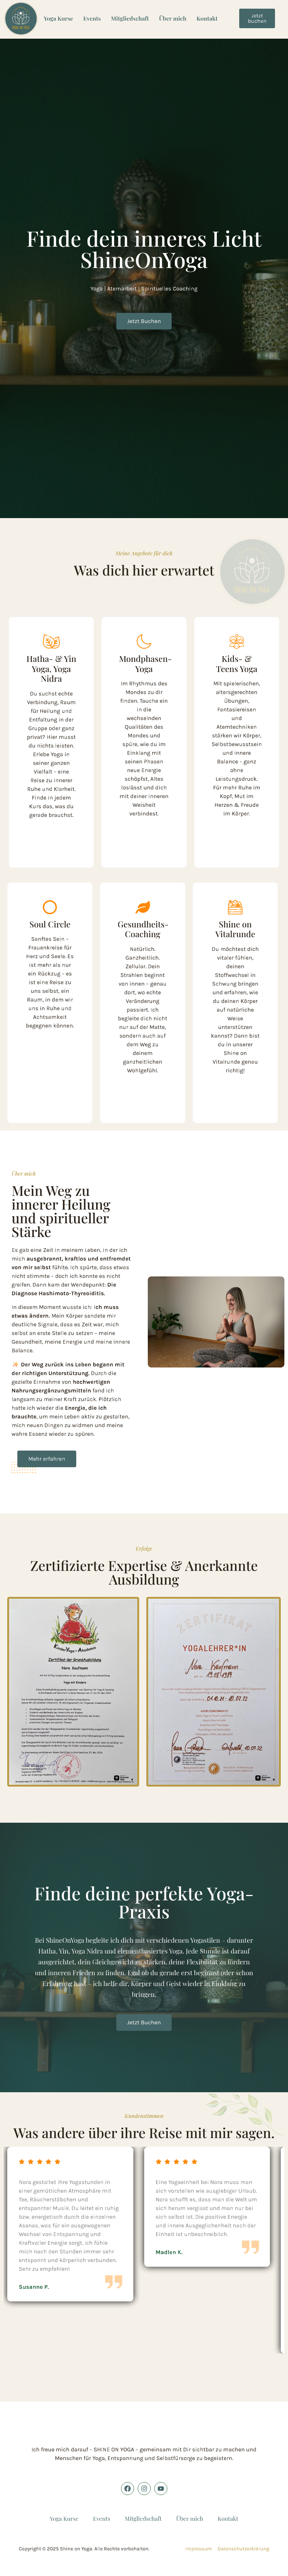 Yoga Kurse
Events
Mitgliedschaft
Über mich
Kontakt
Jetzt
buchen
Finde dein inneres Licht
ShineOnYoga
Yoga | Atemarbeit | Spirituelles Coaching
Jetzt Buchen
Meine Angebote für dich
Was dich hier erwartet
Hatha- & Yin
Yoga, Yoga
Nidra
Du suchst echte
Verbindung, Raum
für Heilung und
Entfaltung in der
Gruppe oder ganz
privat? Hier musst
du nichts leisten.
Erlebe Yoga in
seiner ganzen
Vielfalt – eine
Reise zu innerer
Ruhe und Klarheit.
Finde in jedem
Kurs das, was du
gerade brauchst.
Mondphasen-
Yoga
Im Rhythmus des
Mondes zu dir
finden. Tauche ein
in die
wechselnden
Qualitäten des
Mondes und
spüre, wie du im
Einklang mit
seinen Phasen
neue Energie
schöpfst, Altes
loslässt und dich
mit deiner inneren
Weisheit
verbindest.
Kids- &
Teens Yoga
Mit spielerischen,
altersgerechten
Übungen,
Fantasiereisen
und
Atemtechniken
stärken wir Körper,
Selbstbewusstsein
und innere
Balance – ganz
ohne
Leistungsdruck.
Für mehr Ruhe im
Kopf, Mut im
Herzen & Freude
im Körper.
Soul Circle
Sanftes Sein –
Frauenkreise für
Herz und Seele. Es
ist mehr als nur
ein Rückzug – es
ist eine Reise zu
uns selbst, ein
Raum, in dem wir
uns in Ruhe und
Achtsamkeit
begegnen können.
Gesundheits-
Coaching
Natürlich.
Ganzheitlich.
Zellular. Dein
Strahlen beginnt
von innen – genau
dort, wo echte
Veränderung
passiert. Ich
begleite dich nicht
nur auf der Matte,
sondern auch auf
dem Weg zu
deinem
ganzheitlichen
Wohlgefühl.
Shine on
Vitalrunde
Du möchtest dich
vitaler fühlen,
deinen
Stoffwechsel in
Schwung bringen
und erfahren, wie
du deinen Körper
auf natürliche
Weise
unterstützen
kannst? Dann bist
du in unserer
Shine on
Vitalrunde genau
richtig!
Über mich
Mein Weg zu
innerer Heilung
und spiritueller
Stärke
Es gab eine Zeit in meinem Leben, in der ich
mich ausgebrannt, kraftlos und entfremdet
von mir selbst fühlte. Ich spürte, dass etwas
nicht stimmte – doch ich konnte es nicht
greifen. Dann kam der Wendepunkt: Die
Diagnose Hashimoto-Thyreoiditis.
In diesem Moment wusste ich: Ich muss
etwas ändern. Mein Körper sendete mir
deutliche Signale, dass es Zeit war, mich
selbst an erste Stelle zu setzen – meine
Gesundheit, meine Energie und meine innere
Balance.
✨ Der Weg zurück ins Leben begann mit
der richtigen Unterstützung. Durch die
gezielte Einnahme von hochwertigen
Nahrungsergänzungsmitteln fand ich
langsam zu meiner Kraft zurück. Plötzlich
hatte ich wieder die Energie, die ich
brauchte, um mein Leben aktiv zu gestalten,
mich neuen Dingen zu widmen und meine
wahre Essenz wieder zu spüren.
Mehr erfahren
Erfolge
Zertifizierte Expertise & Anerkannte
Ausbildung
Zertifikat der Grundausbildung
Nora Kaufmann
ZERTIFIKAT
YOGALEHRER*IN
Nora Kaufmann
Finde deine perfekte Yoga-
Praxis
Bei ShineOnYoga begleite ich dich mit verschiedenen Yogastilen – darunter
Hatha, Yin, Yoga Nidra und elementbasiertes Yoga. Jede Stunde ist darauf
ausgerichtet, dein Gleichgewicht zu stärken, deine Flexibilität zu fördern
und inneren Frieden zu finden. Egal ob du gerade erst beginnst oder schon
Erfahrung hast – ich helfe dir, Körper und Geist wieder in Einklang zu
bringen.
Jetzt Buchen
Kundenstimmen
Was andere über ihre Reise mit mir sagen.
Nora gestaltet ihre Yogastunden in
einer gemütlichen Atmosphäre mit
Tee, Räucherstäbchen und
entspannter Musik. Du leitet ein ruhig
bzw, energetisch durch die einzelnen
Asanas, was für ein ausgewogenen
Wechsel von Entspannung und
Kraftvoller Energie sorgt. Ich fühle
mich nach den Stunden immer sehr
entspannt und körperlich verbunden.
Sehr zu empfehlen!
Susanne P.
Eine Yogaeinheit bei Nora muss man
sich vorstellen wie ausgiebiger Urlaub.
Nora schafft es, dass man die Welt um
sich herum vergisst und man nur bei
sich selbst ist. Die positive Energie
und innere Ausgeglichenheit nach der
Einheit ist unbeschreiblich.
Madlen K.
Ich freue mich darauf – SHINE ON YOGA – gemeinsam mit Dir sichtbar zu machen und
Menschen für Yoga, Entspannung und Selbstfürsorge zu begeistern.
Yoga Kurse
Events
Mitgliedschaft
Über mich
Kontakt
Copyright © 2025 Shine on Yoga. Alle Rechte vorbehalten.
Impressum
Datenschutzerklärung